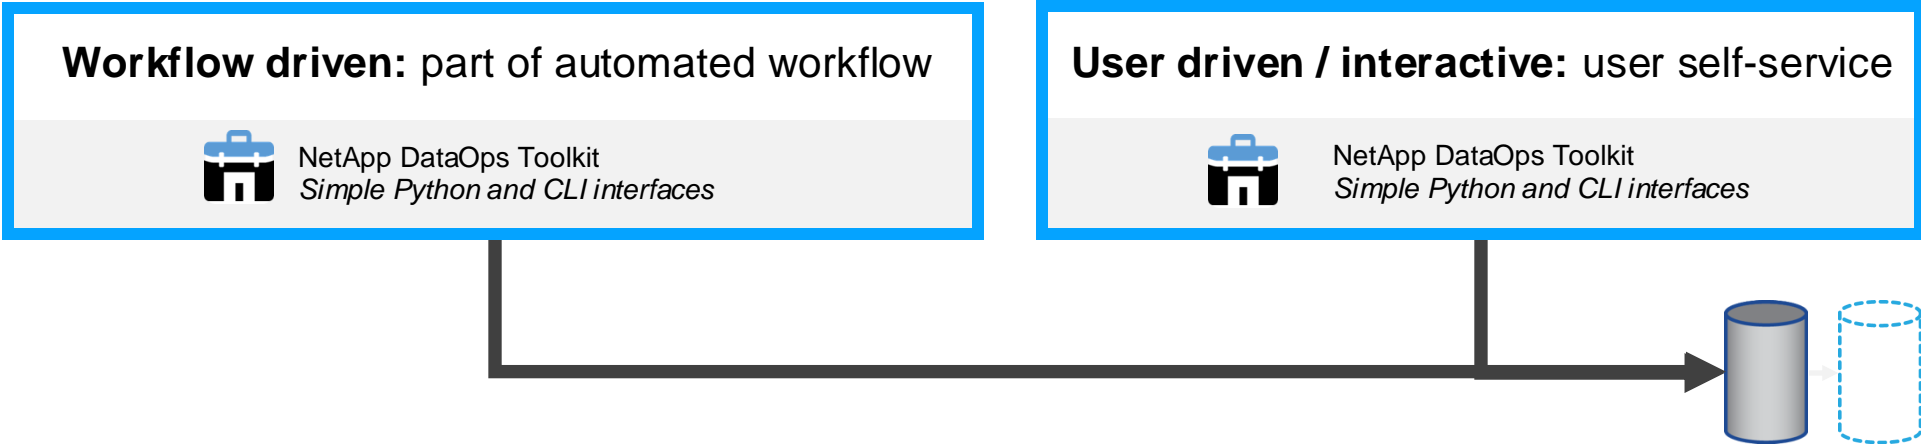 Workflow driven: part of automated workflow
NetApp DataOps Toolkit
Simple Python and CLI interfaces
User driven / interactive: user self-service
NetApp DataOps Toolkit
Simple Python and CLI interfaces